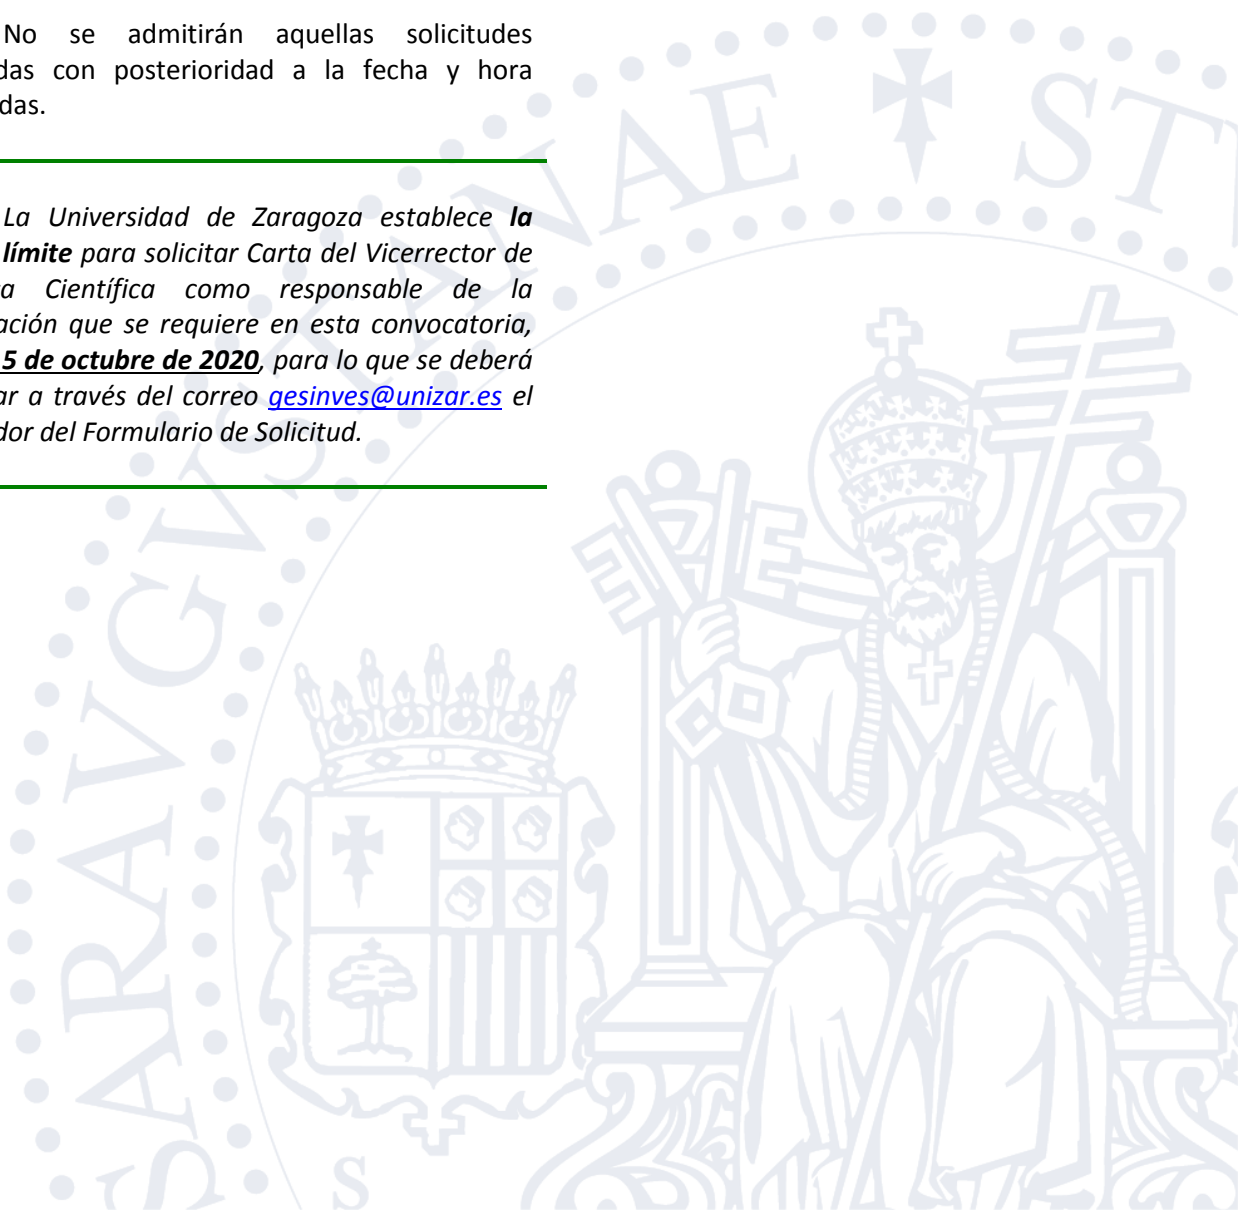 No se admitirán aquellas solicitudes
das con posterioridad a la fecha y hora
das.
La Universidad de Zaragoza establece la
límite para solicitar Carta del Vicerrector de
a Científica como responsable de la
ación que se requiere en esta convocatoria,
5 de octubre de 2020, para lo que se deberá
ar a través del correo gesinves@unizar.es el
dor del Formulario de Solicitud.
SARAVGVSTANAE ST
S